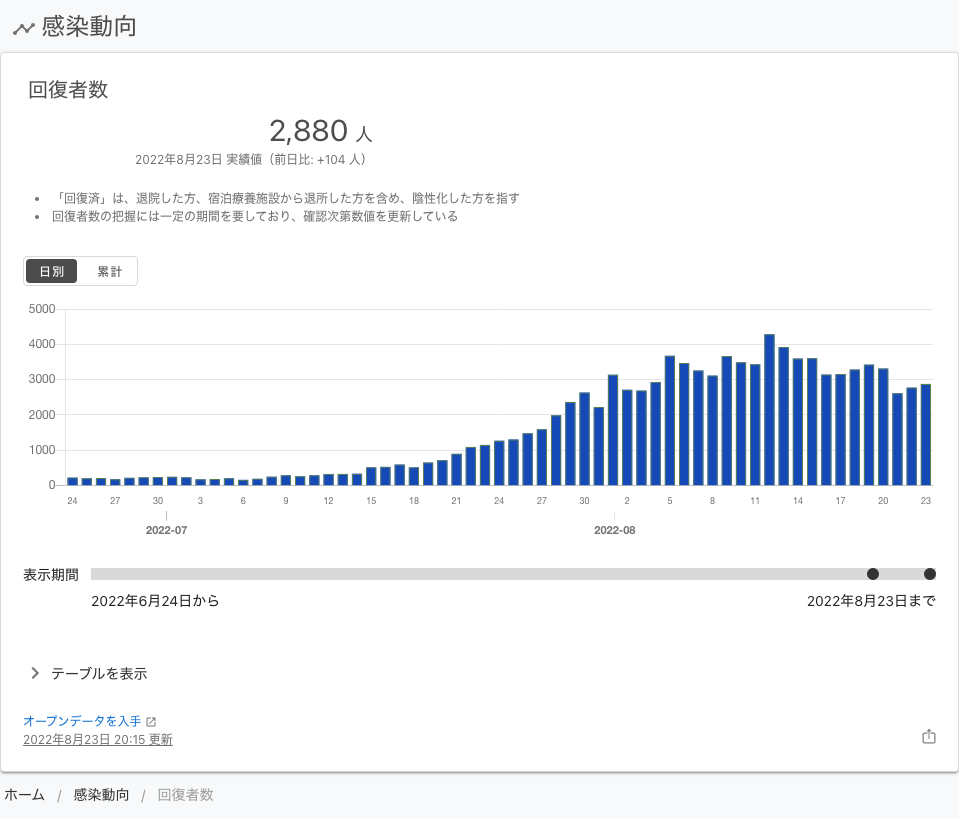 感染動向
回復者数
2,880 人
2022年8月23日 実績値（前日比: +104 人）
• 「回復済」は、退院した方、宿泊療養施設から退所した方を含め、陰性化した方を指す
• 回復者数の把握には一定の期間を要しており、確認次第数値を更新している
日別 累計
5000
4000
3000
2000
1000
0
24 27 30 3 6 9 12 15 18 21 24 27 30 2 5 8 11 14 17 20 23
2022-07 2022-08
表示期間
2022年6月24日から 2022年8月23日まで
テーブルを表示
オープンデータを入手
2022年8月23日 20:15 更新
ホーム / 感染動向 / 回復者数